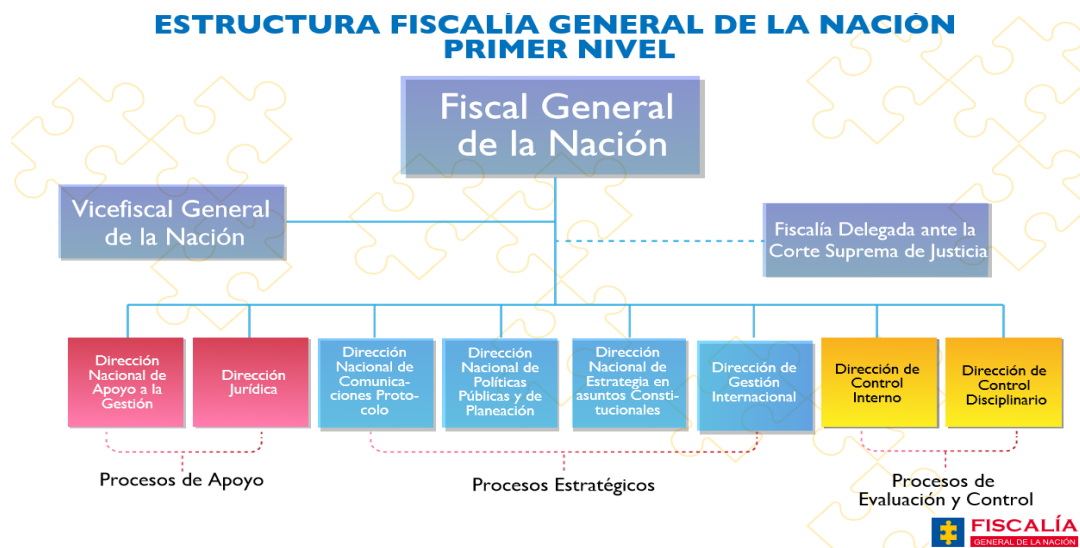 ESTRUCTURA FISCALÍA GENERAL DE LA NACIÓN
PRIMER NIVEL
Fiscal General
de la Nación
Vicefiscal General
de la Nación
Fiscalía Delegada ante la
Corte Suprema de Justicia
Dirección
Nacional de
Apoyo a la
Gestión
Dirección
Jurídica
Dirección
Nacional de
Comunica-
ciones Proto-
colo
Dirección
Nacional
de Políticas
Públicas y de
Planeación
Dirección
Nacional de
Estrategia en
asuntos Consti-
tucionales
Dirección de
Gestión
Internacional
Dirección de
Control
Interno
Dirección de
Control
Disciplinario
Procesos de Apoyo
Procesos Estratégicos
Procesos de
Evaluación y Control
FISCALÍA
GENERAL DE LA NACIÓN